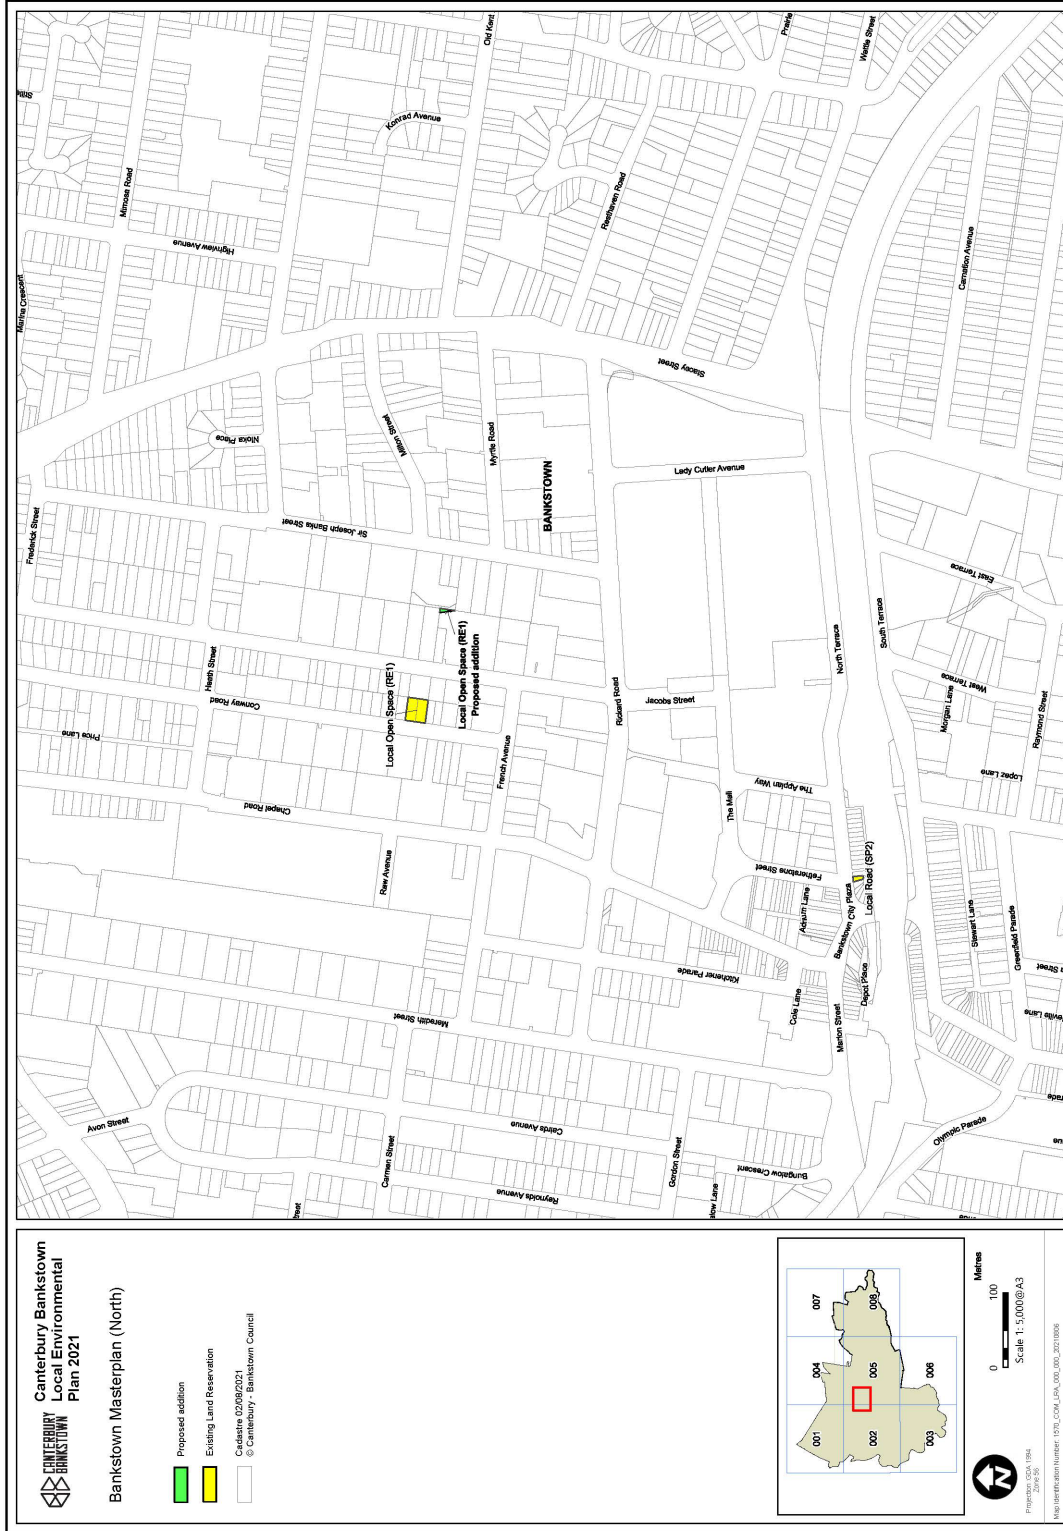 CANTERBURY
BANKSTOWN
Canterbury Bankstown
Local Environmental
Plan 2021
Bankstown Masterplan (North)
Proposed addition
Existing Land Reservation
Cadastre 02/08/2021
© Canterbury - Bankstown Council
001
004
007
002
005
008
003
006
N
Projection: GDA 1994
Zone 56
0
100
Metres
Scale 1: 5,000@A3
Map Identification Number: 1570_COM_LRA_000_000_20210806
Avon Street
Price Lane
Frederick Street
Marina Crescent
Mimosa Road
Highview Avenue
Konrad Avenue
Old Kent
Heath Street
Conway Road
Chapel Road
Nioka Place
Sir Joseph Banks Street
Milton Street
Raw Avenue
Local Open Space (RE1)
Local Open Space (RE1)
Proposed addition
Myrtle Road
BANKSTOWN
French Avenue
Meredith Street
Carmen Street
Cairds Avenue
Reynolds Avenue
Resthaven Road
Prairie
Wattle Street
Stacey Street
Rickard Road
Jacobs Street
Lady Cutler Avenue
Gordon Street
Kitchener Parade
The Mall
The Appian Way
Fetherstone Street
North Terrace
Bungalow Crescent
Cole Lane
Marion Street
Depot Place
Bankstown City Plaza
Local Road (SP2)
South Terrace
East Terrace
West Terrace
Morgan Lane
Lopez Lane
Raymond Street
Carnation Avenue
Olympic Parade
Stewart Lane
Greenfield Parade